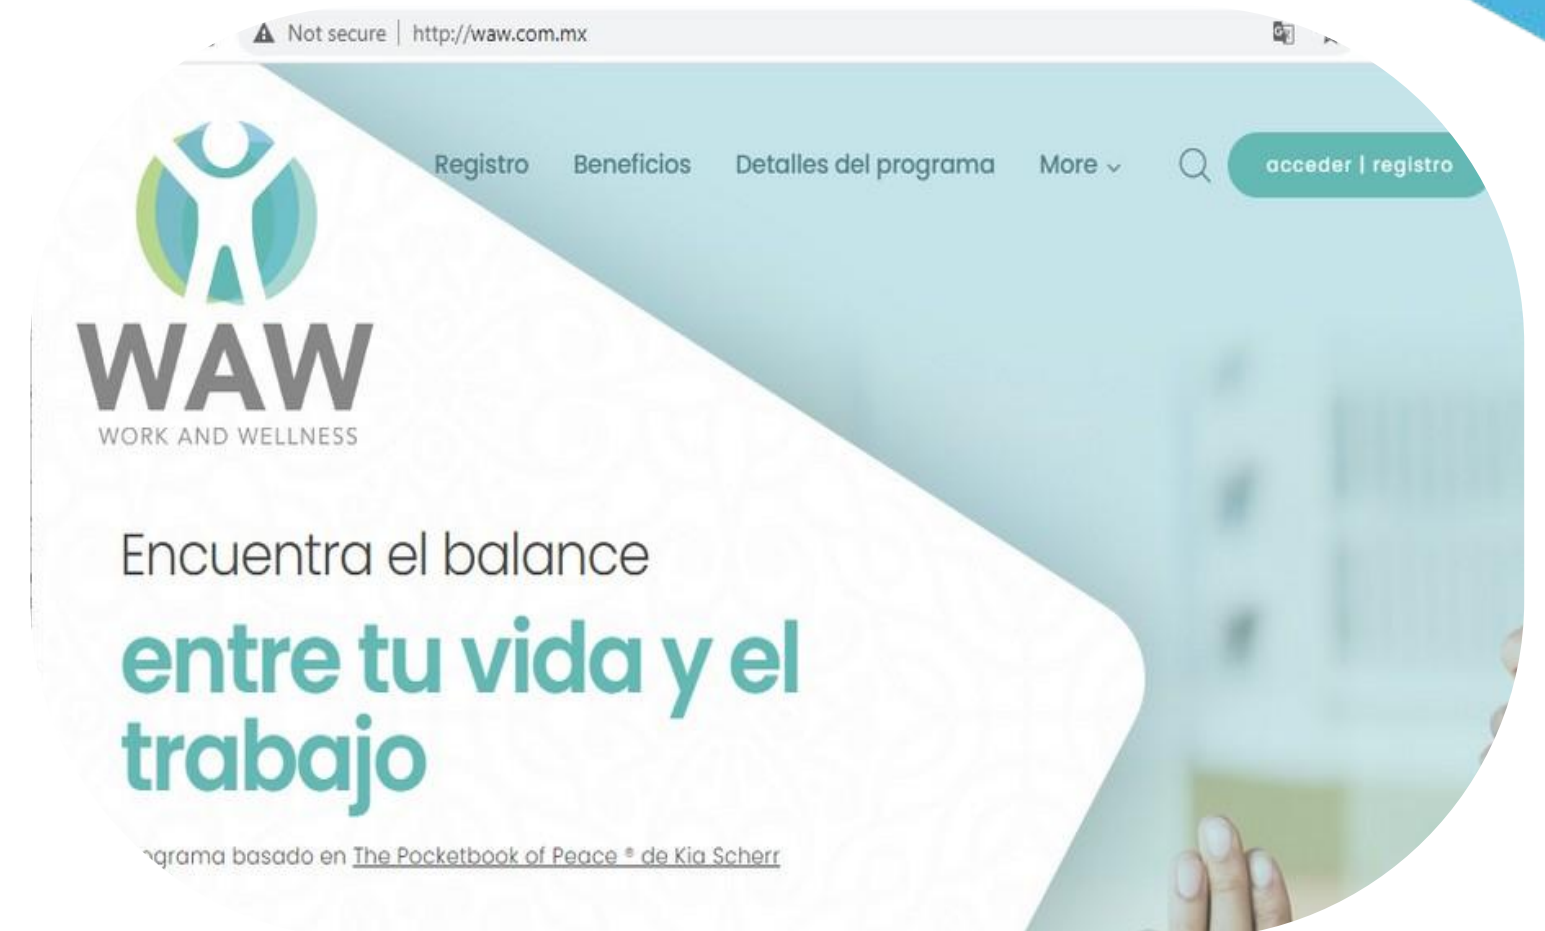 Not secure | http://waw.com.mx
Registro Beneficios Detalles del programa More acceder | registro
WAW
WORK AND WELLNESS
Encuentra el balance
entre tu vida y el
trabajo
basado en The Pocketbook of Peace ® de Kia Scherr